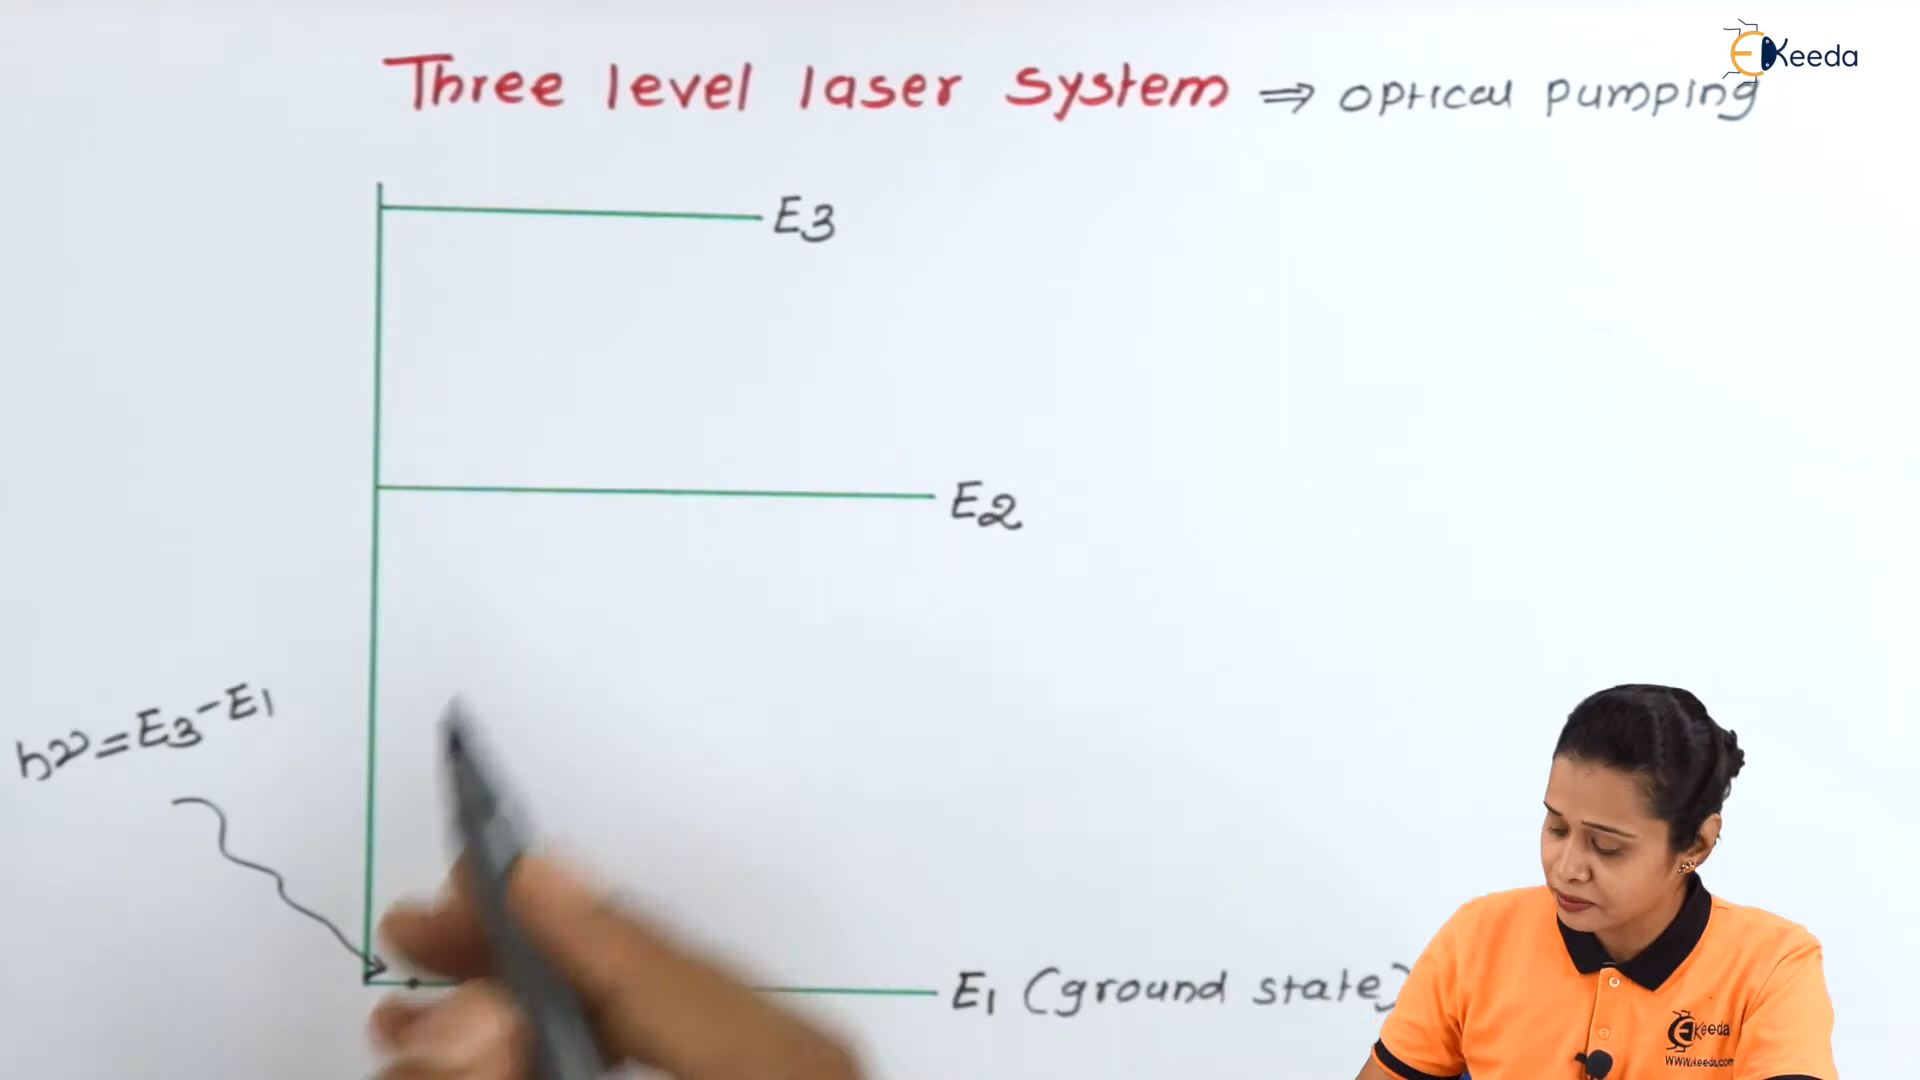 Three level laser system ⇒ optical pumping
EKeeda
E3
E2
hν=E3-E1
E1 (ground state)
EKeeda
www.ekeeda.com